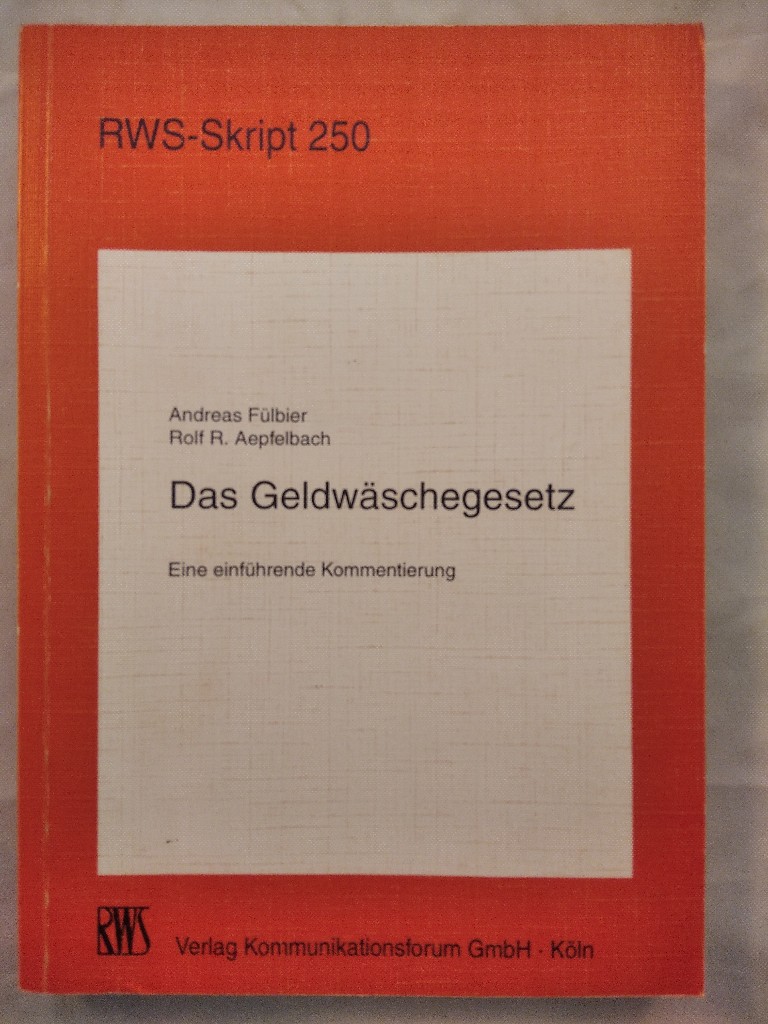 RWS-Skript 250
Andreas Fülbier
Rolf R. Aepfelbach
Das Geldwäschegesetz
Eine einführende Kommentierung
RWS
Verlag Kommunikationsforum GmbH · Köln